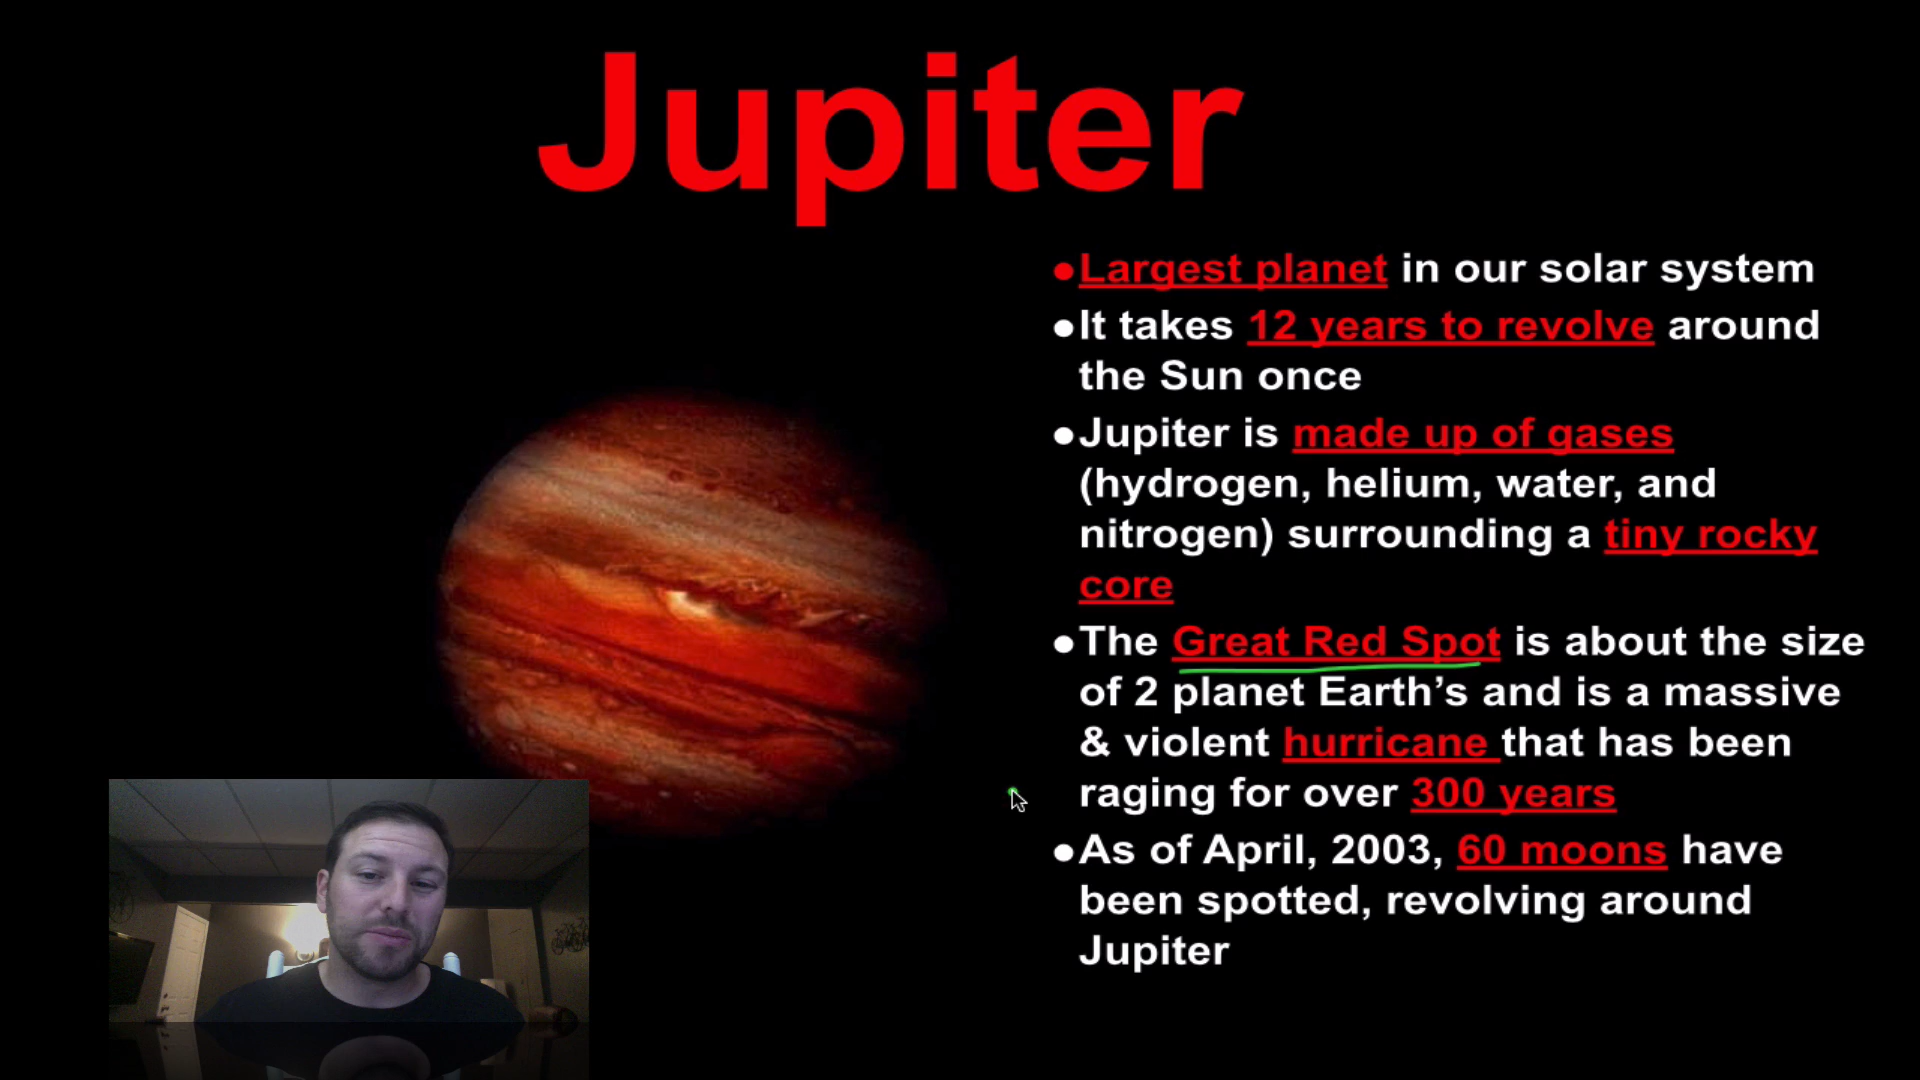 Jupiter
●Largest planet in our solar system
●It takes 12 years to revolve around
the Sun once
●Jupiter is made up of gases
(hydrogen, helium, water, and
nitrogen) surrounding a tiny rocky
core
●The Great Red Spot is about the size
of 2 planet Earth’s and is a massive
& violent hurricane that has been
raging for over 300 years
●As of April, 2003, 60 moons have
been spotted, revolving around
Jupiter